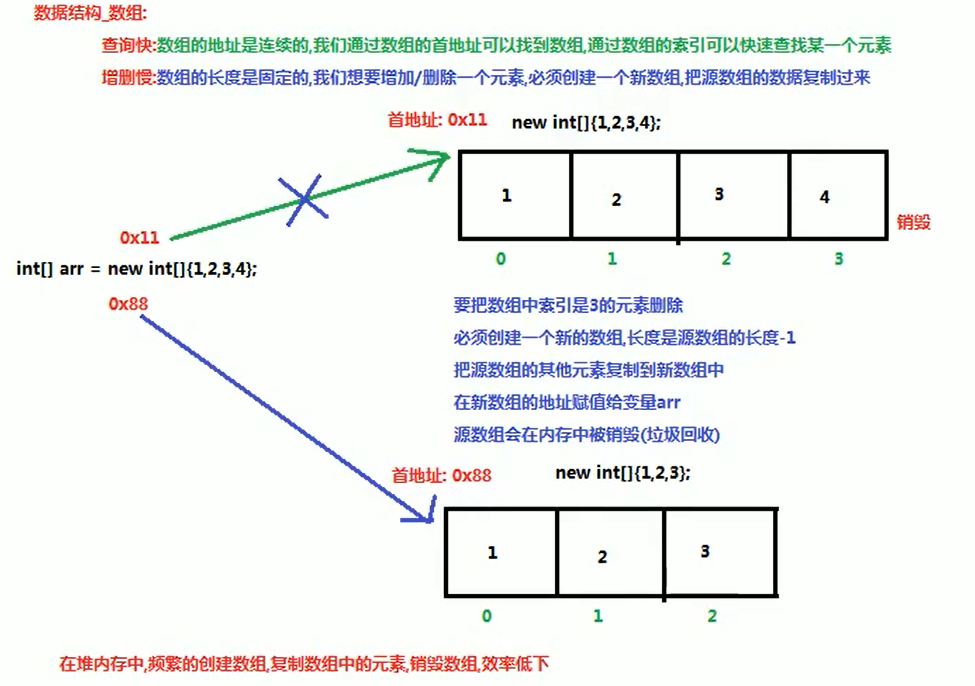 数据结构_数组:
查询快:数组的地址是连续的,我们通过数组的首地址可以找到数组,通过数组的索引可以快速查找某一个元素
增删慢:数组的长度是固定的,我们想要增加/删除一个元素,必须创建一个新数组,把源数组的数据复制过来
首地址: 0x11 new int[]{1,2,3,4};
1 2 3 4
销毁
0x11
0 1 2 3
int[] arr = new int[]{1,2,3,4};
0x88
要把数组中索引是3的元素删除
必须创建一个新的数组,长度是源数组的长度-1
把源数组的其他元素复制到新数组中
在新数组的地址赋值给变量arr
源数组会在内存中被销毁(垃圾回收)
首地址: 0x88 new int[]{1,2,3};
1 2 3
0 1 2
在堆内存中,频繁的创建数组,复制数组中的元素,销毁数组,效率低下